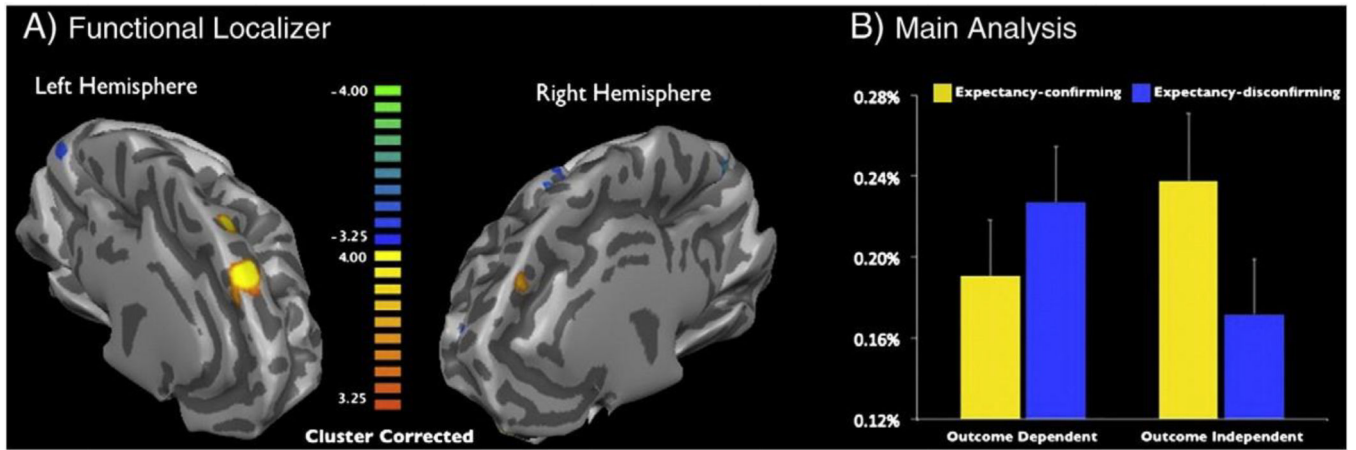 A) Functional Localizer
Left Hemisphere
Right Hemisphere
-4.00
-3.25
4.00
3.25
Cluster Corrected
B) Main Analysis
Expectancy-confirming
Expectancy-disconfirming
0.28%
0.24%
0.20%
0.16%
0.12%
Outcome Dependent
Outcome Independent